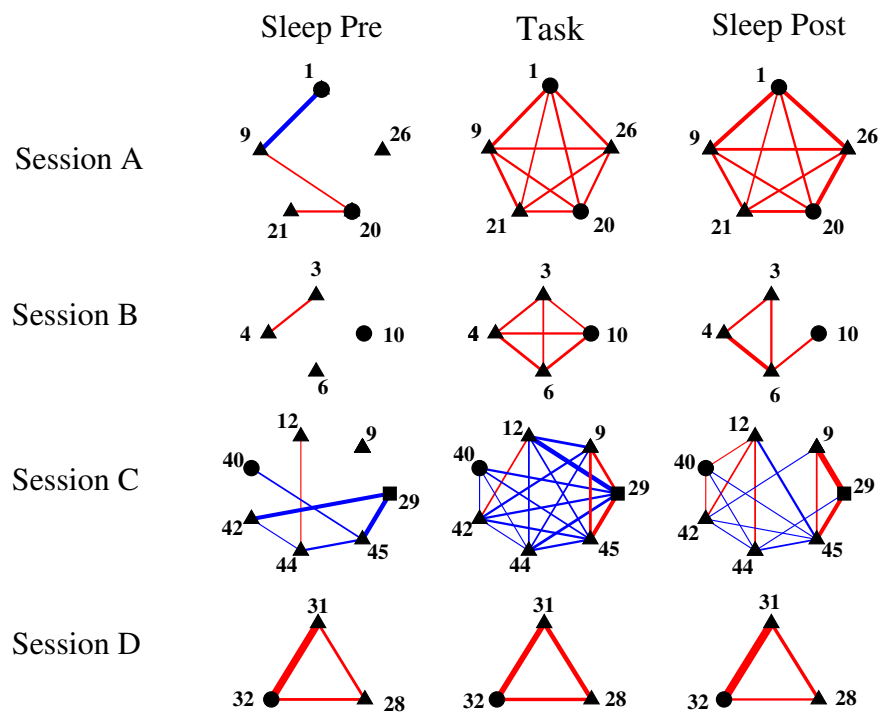 Sleep Pre Task Sleep Post
1 1 1
9 26 9 26 9 26
Session A
21 20 21 20 21 20
3 3 3
Session B
4 10 4 10 4 10
6 6 6
12 9 12 9 12 9
40 40 40
Session C
29 29 29
42 45 42 45 42 45
44 44 44
31 31 31
Session D
32 28 32 28 32 28